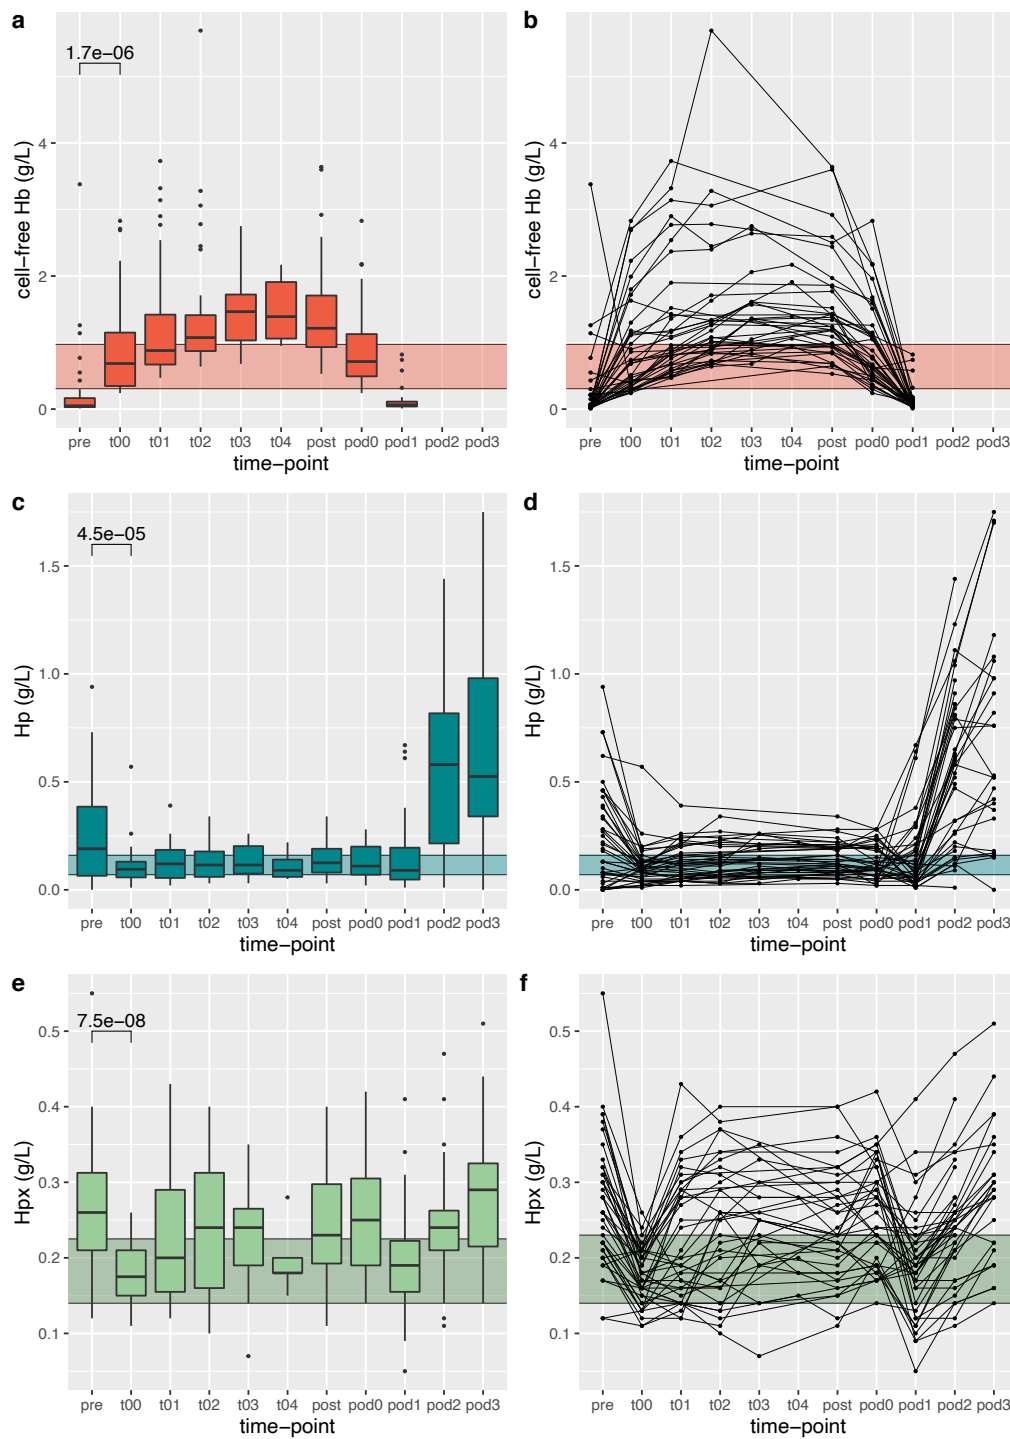 a
1.7e−06
cell−free Hb (g/L)
4
2
0
pre t00 t01 t02 t03 t04 post pod0 pod1 pod2 pod3
time−point
b
cell−free Hb (g/L)
4
2
0
pre t00 t01 t02 t03 t04 post pod0 pod1 pod2 pod3
time−point
c
4.5e−05
Hp (g/L)
1.5
1.0
0.5
0.0
pre t00 t01 t02 t03 t04 post pod0 pod1 pod2 pod3
time−point
d
Hp (g/L)
1.5
1.0
0.5
0.0
pre t00 t01 t02 t03 t04 post pod0 pod1 pod2 pod3
time−point
e
7.5e−08
Hpx (g/L)
0.5
0.4
0.3
0.2
0.1
pre t00 t01 t02 t03 t04 post pod0 pod1 pod2 pod3
time−point
f
Hpx (g/L)
0.5
0.4
0.3
0.2
0.1
pre t00 t01 t02 t03 t04 post pod0 pod1 pod2 pod3
time−point